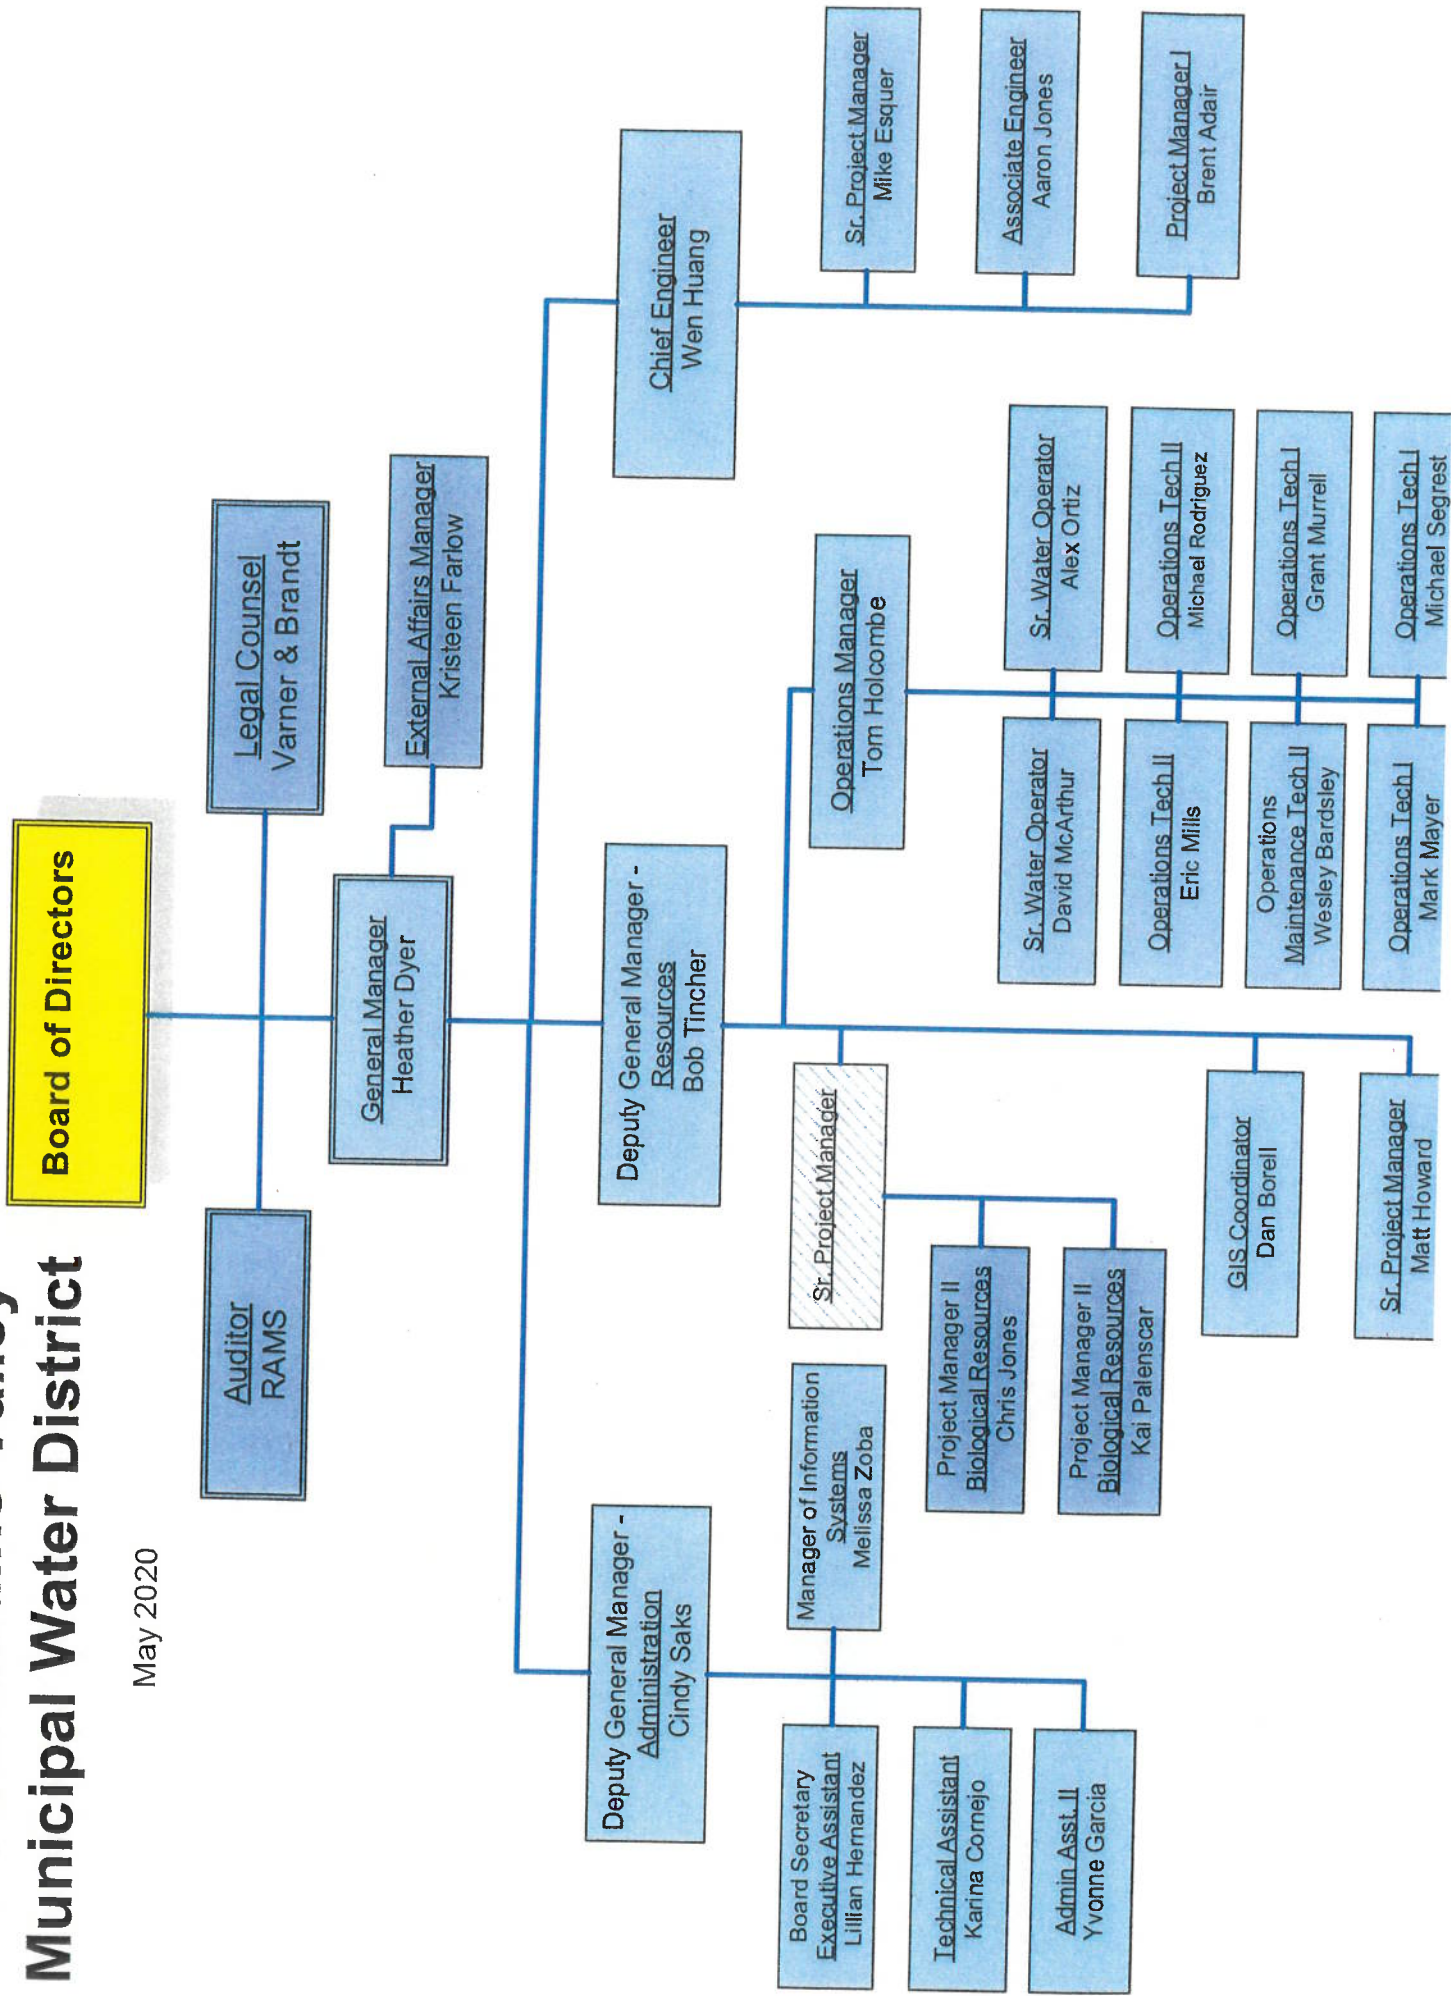 Municipal Water District
May 2020
Board of Directors
Auditor
RAMS
Legal Counsel
Varner & Brandt
General Manager
Heather Dyer
External Affairs Manager
Kristeen Farlow
Deputy General Manager -
Administration
Cindy Saks
Deputy General Manager -
Resources
Bob Tincher
Chief Engineer
Wen Huang
Board Secretary
Executive Assistant
Lillian Hernandez
Manager of Information
Systems
Melissa Zoba
Technical Assistant
Karina Cornejo
Admin Asst. II
Yvonne Garcia
Sr. Project Manager
Project Manager II
Biological Resources
Chris Jones
Project Manager II
Biological Resources
Kai Palenscar
GIS Coordinator
Dan Borell
Sr. Project Manager
Matt Howard
Operations Manager
Tom Holcombe
Sr. Water Operator
David McArthur
Sr. Water Operator
Alex Ortiz
Operations Tech II
Eric Mills
Operations Tech II
Michael Rodriguez
Operations
Maintenance Tech II
Wesley Bardsley
Operations Tech I
Grant Murrell
Operations Tech I
Mark Mayer
Operations Tech I
Michael Segrest
Sr. Project Manager
Mike Esquer
Associate Engineer
Aaron Jones
Project Manager I
Brent Adair